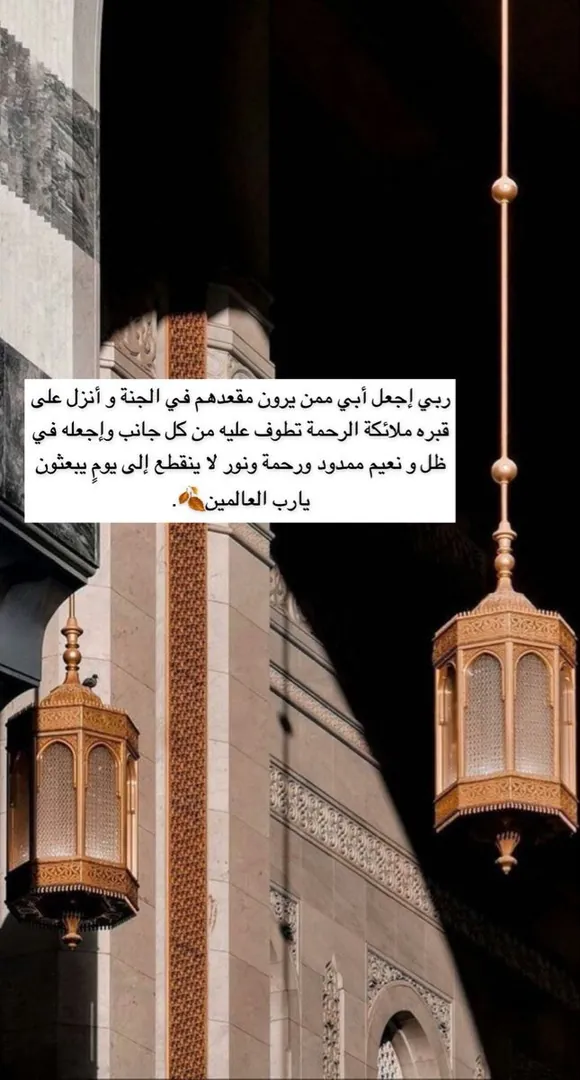 ربي إجعل أبي ممن يرون مقعدهم في الجنة و أنزل على
قبره ملائكة الرحمة تطوف عليه من كل جانب وإجعله في
ظل و نعيم ممدود ورحمة ونور لا ينقطع إلى يومٍ يبعثون
يارب العالمين🍂.